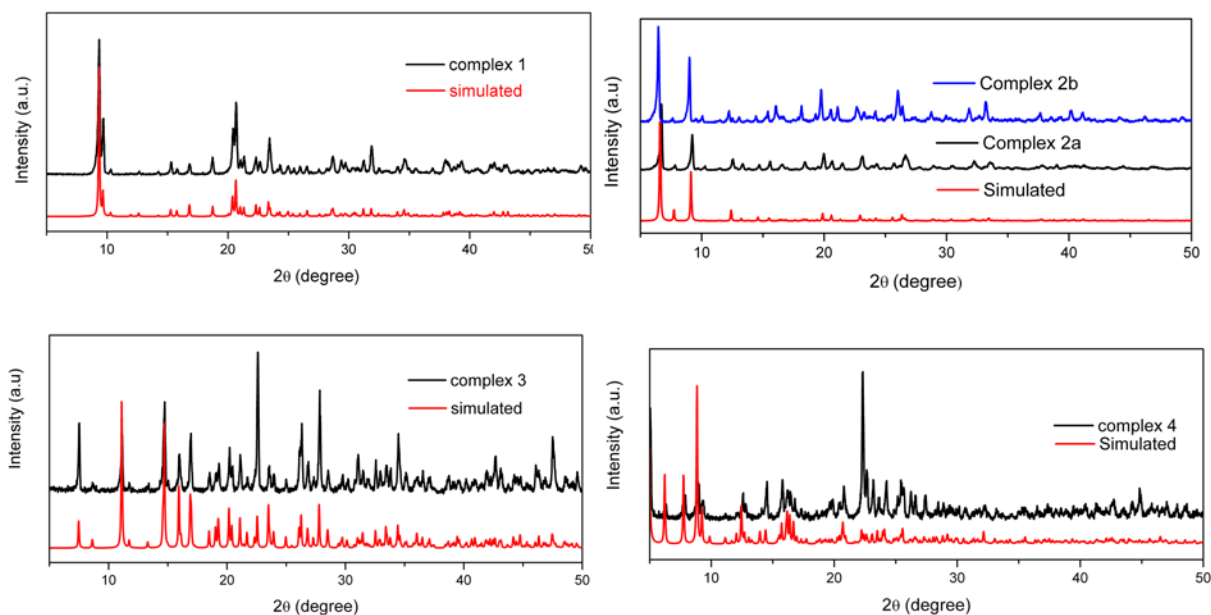 Intensity (a.u.)
complex 1
simulated
10
20
30
40
50
2θ (degree)
Intensity (a.u)
Complex 2b
Complex 2a
Simulated
10
20
30
40
50
2θ (degree)
Intensity (a.u)
complex 3
simulated
10
20
30
40
50
2θ (degree)
Intensity (a.u.)
complex 4
Simulated
10
20
30
40
50
2θ (degree)